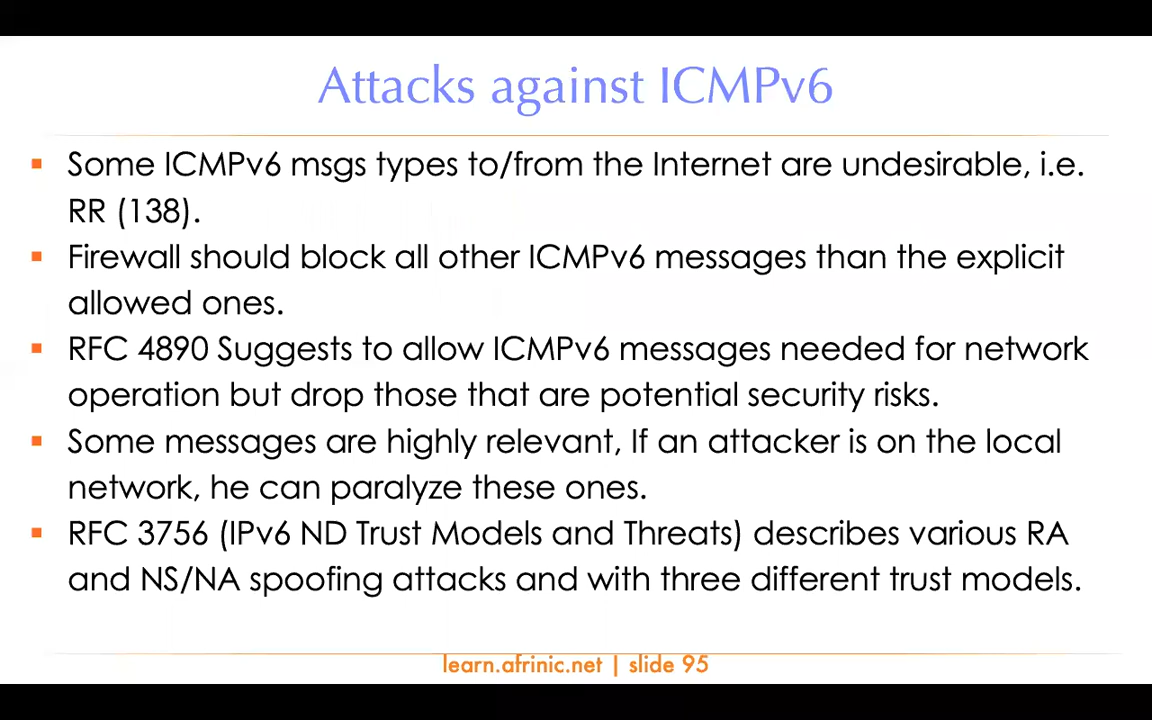 Attacks against ICMPv6
▪ Some ICMPv6 msgs types to/from the Internet are undesirable, i.e.
RR (138).
▪ Firewall should block all other ICMPv6 messages than the explicit
allowed ones.
▪ RFC 4890 Suggests to allow ICMPv6 messages needed for network
operation but drop those that are potential security risks.
▪ Some messages are highly relevant, If an attacker is on the local
network, he can paralyze these ones.
▪ RFC 3756 (IPv6 ND Trust Models and Threats) describes various RA
and NS/NA spoofing attacks and with three different trust models.
learn.afrinic.net | slide 95